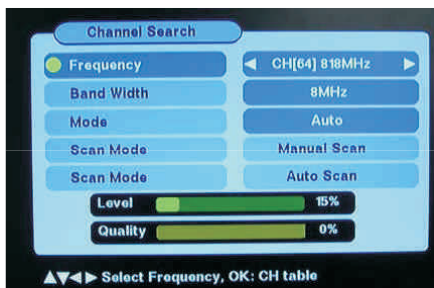 Channel Search
Frequency CH[64] 818MHz
Band Width 8MHz
Mode Auto
Scan Mode Manual Scan
Scan Mode Auto Scan
Level 15%
Quality 0%
▲▼◀▶ Select Frequency, OK: CH table